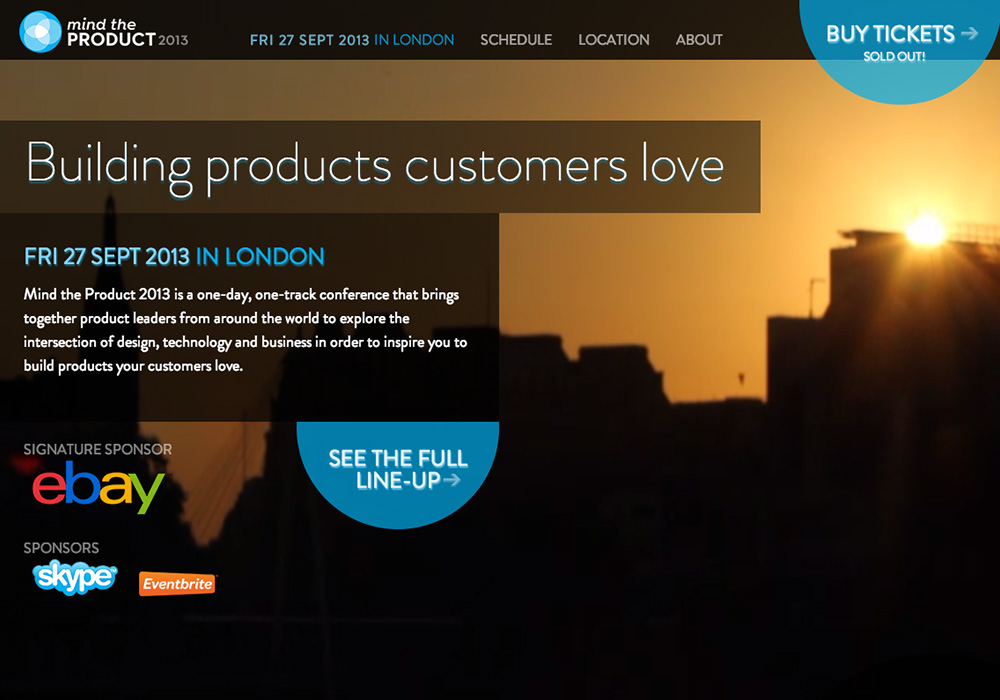 mind the
PRODUCT 2013
FRI 27 SEPT 2013 IN LONDON
SCHEDULE
LOCATION
ABOUT
BUY TICKETS →
SOLD OUT!
Building products customers love
FRI 27 SEPT 2013 IN LONDON
Mind the Product 2013 is a one-day, one-track conference that brings
together product leaders from around the world to explore the
intersection of design, technology and business in order to inspire you to
build products your customers love.
SEE THE FULL
LINE-UP →
SIGNATURE SPONSOR
ebay
SPONSORS
skype
Eventbrite